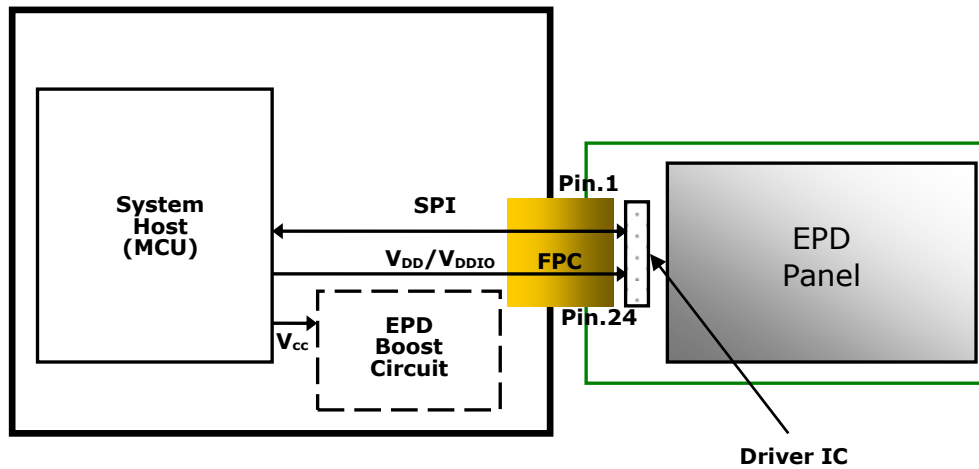 System
Host
(MCU)
SPI
VDD/VDDIO
VCC
EPD
Boost
Circuit
Pin.1
FPC
Pin.24
EPD
Panel
Driver IC